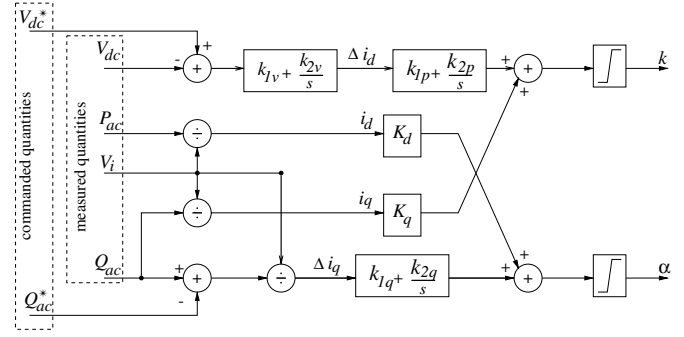 V_dc*
V_dc
+
-
+
k_1v + k_2v/s
Δ i_d
k_1p + k_2p/s
+
+
+
k
P_ac
÷
i_d
K_d
V_i
÷
i_q
K_q
Q_ac
+
-
+
÷
Δ i_q
k_1q + k_2q/s
+
+
+
α
Q_ac*
commanded quantities
measured quantities